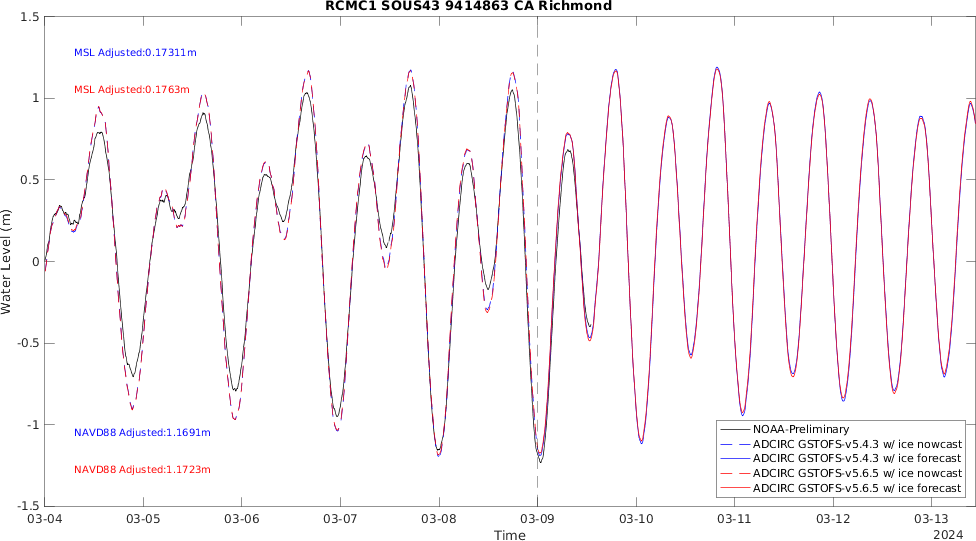 RCMC1 SOUS43 9414863 CA Richmond
1.5
MSL Adjusted:0.17311m
MSL Adjusted:0.1763m
1
0.5
Water Level (m)
0
-0.5
-1
NAVD88 Adjusted:1.1691m
NAVD88 Adjusted:1.1723m
-1.5
NOAA-Preliminary
ADCIRC GSTOFS-v5.4.3 w/ ice nowcast
ADCIRC GSTOFS-v5.4.3 w/ ice forecast
ADCIRC GSTOFS-v5.6.5 w/ ice nowcast
ADCIRC GSTOFS-v5.6.5 w/ ice forecast
03-04 03-05 03-06 03-07 03-08 03-09 03-10 03-11 03-12 03-13
Time
2024